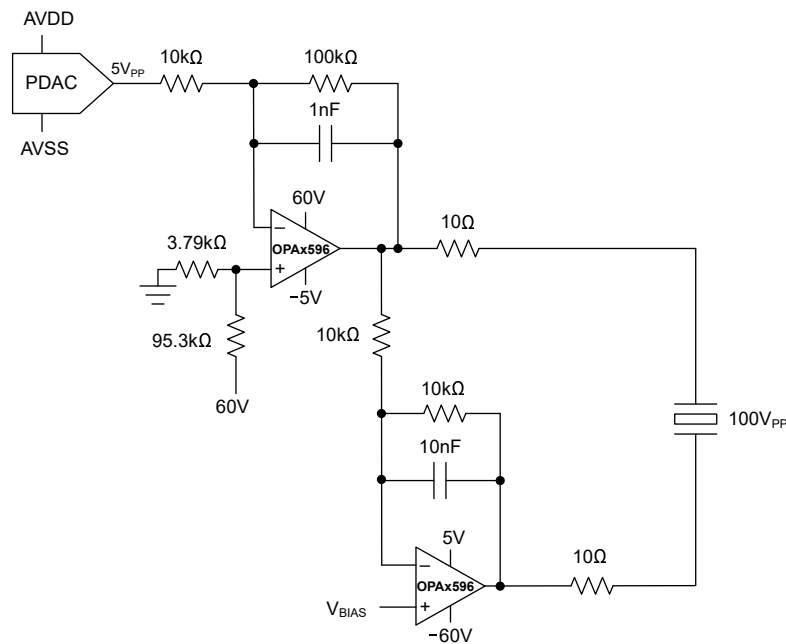 AVDD
PDAC
AVSS
5VPP
10kΩ
100kΩ
1nF
60V
OPAx596
−
+
−5V
3.79kΩ
95.3kΩ
60V
10Ω
10kΩ
10kΩ
10nF
100VPP
5V
OPAx596
−
+
−60V
VBIAS
10Ω